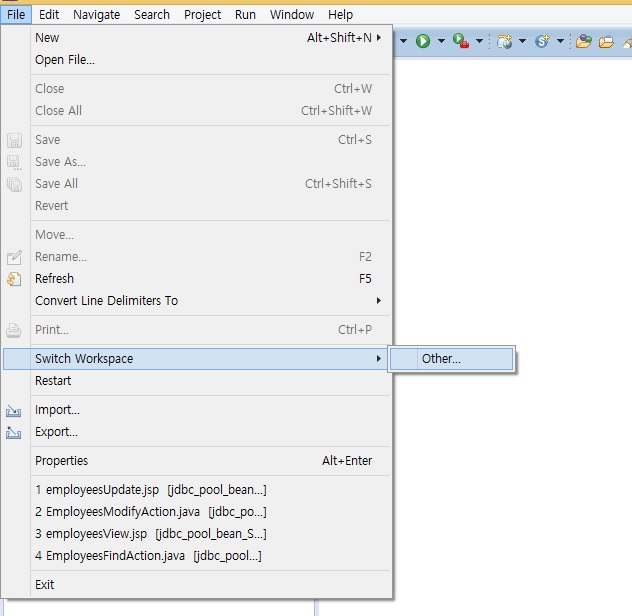 File Edit Navigate Search Project Run Window Help
New Alt+Shift+N
Open File...
Close Ctrl+W
Close All Ctrl+Shift+W
Save Ctrl+S
Save As...
Save All Ctrl+Shift+S
Revert
Move...
Rename... F2
Refresh F5
Convert Line Delimiters To
Print... Ctrl+P
Switch Workspace Other...
Restart
Import...
Export...
Properties Alt+Enter
1 employeesUpdate.jsp [jdbc_pool_bean...]
2 EmployeesModifyAction.java [jdbc_po...]
3 employeesView.jsp [jdbc_pool_bean_S...]
4 EmployeesFindAction.java [jdbc_pool...]
Exit